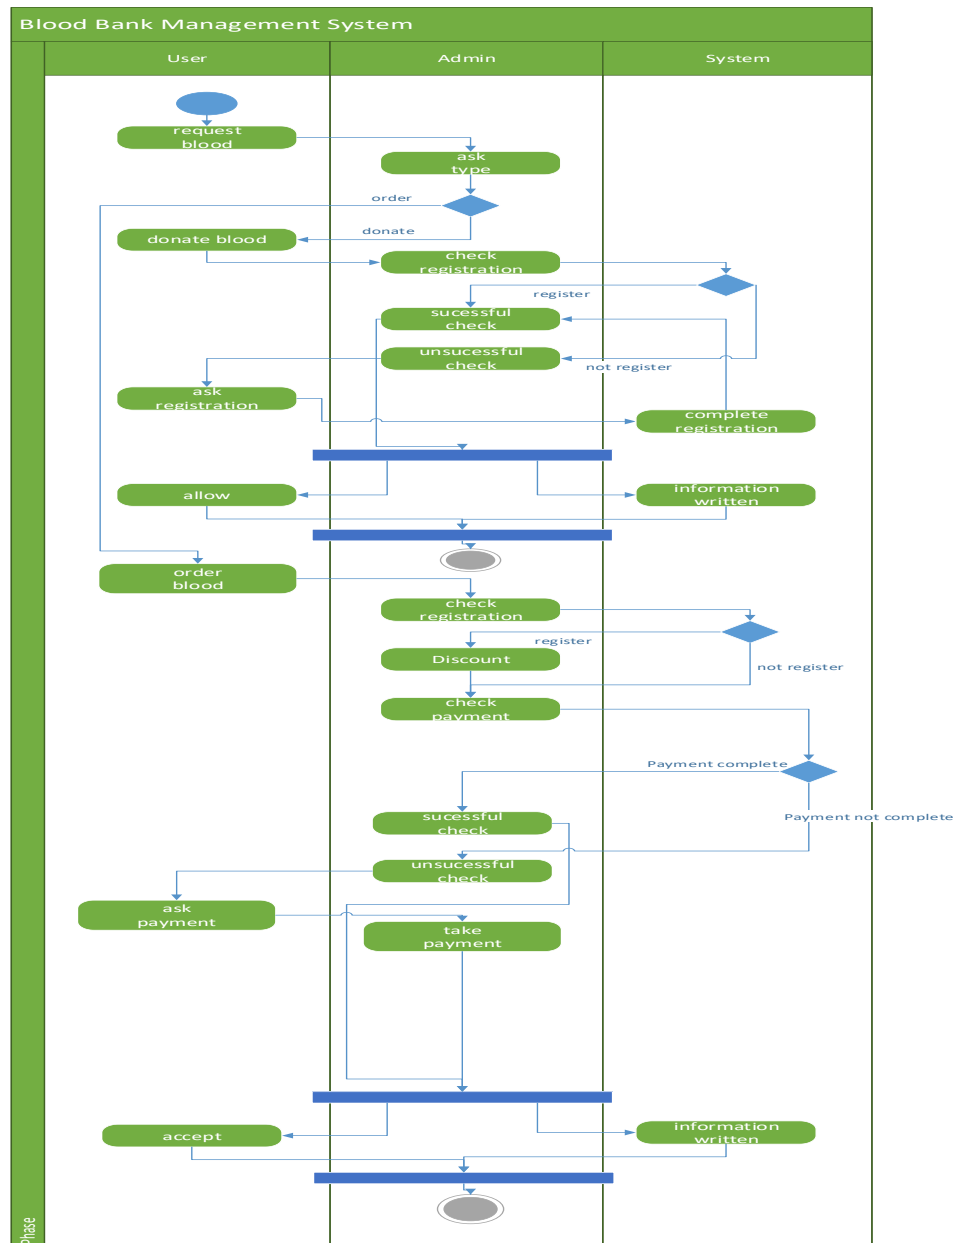 Blood Bank Management System
User
Admin
System
request
blood
ask
type
order
donate
donate blood
check
registration
register
sucessful
check
unsucessful
check
not register
ask
registration
complete
registration
allow
information
written
order
blood
check
registration
register
Discount
not register
check
payment
Payment complete
sucessful
check
Payment not complete
unsucessful
check
ask
payment
take
payment
accept
information
written
Phase